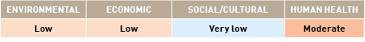 ENVIRONMENTAL ECONOMIC SOCIAL/CULTURAL HUMAN HEALTH
Low Low Very low Moderate